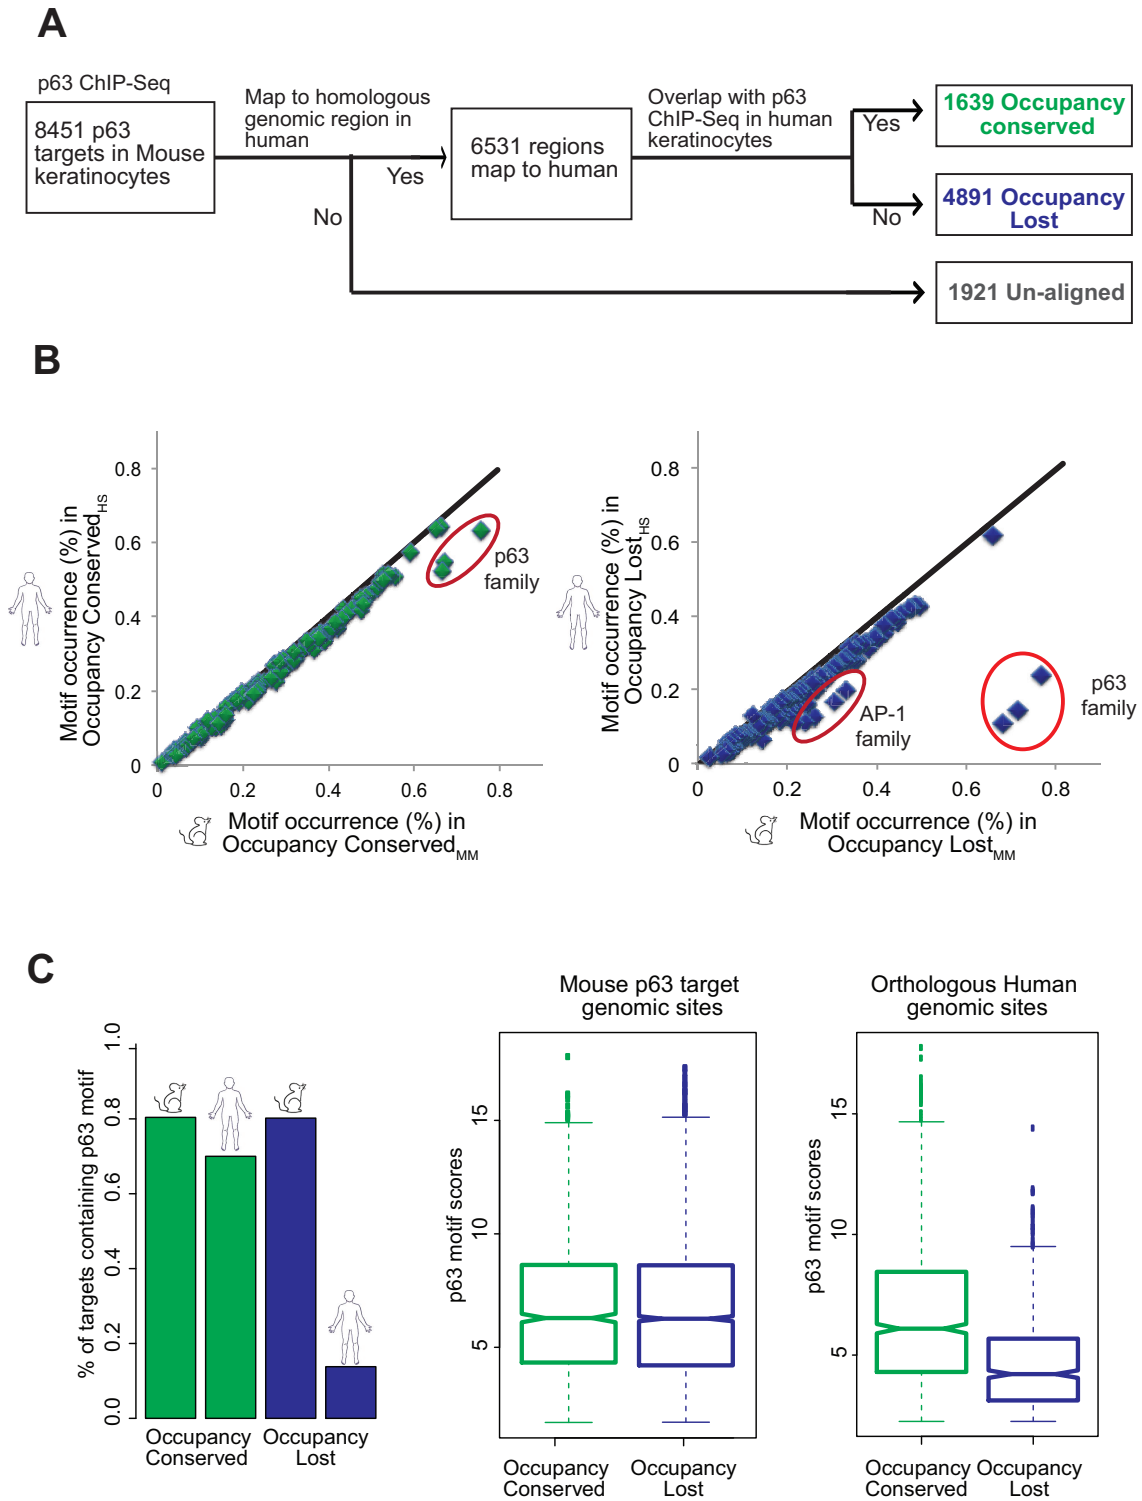 A
p63 ChIP-Seq
8451 p63
targets in Mouse
keratinocytes
Map to homologous
genomic region in
human
Yes
No
6531 regions
map to human
Overlap with p63
ChIP-Seq in human
keratinocytes
Yes
No
1639 Occupancy
conserved
4891 Occupancy
Lost
1921 Un-aligned
B
Motif occurrence (%) in
Occupancy ConservedHS
0.8
0.6
0.4
0.2
0
0
0.2
0.4
0.6
0.8
p63
family
Motif occurrence (%) in
Occupancy ConservedMM
Motif occurrence (%) in
Occupancy LostHS
0.8
0.6
0.4
0.2
0
0
0.2
0.4
0.6
0.8
AP-1
family
p63
family
Motif occurrence (%) in
Occupancy LostMM
C
% of targets containing p63 motif
1.0
0.8
0.6
0.4
0.2
0.0
Occupancy
Conserved
Occupancy
Lost
Mouse p63 target
genomic sites
p63 motif scores
15
10
5
Occupancy
Conserved
Occupancy
Lost
Orthologous Human
genomic sites
p63 motif scores
15
10
5
Occupancy
Conserved
Occupancy
Lost